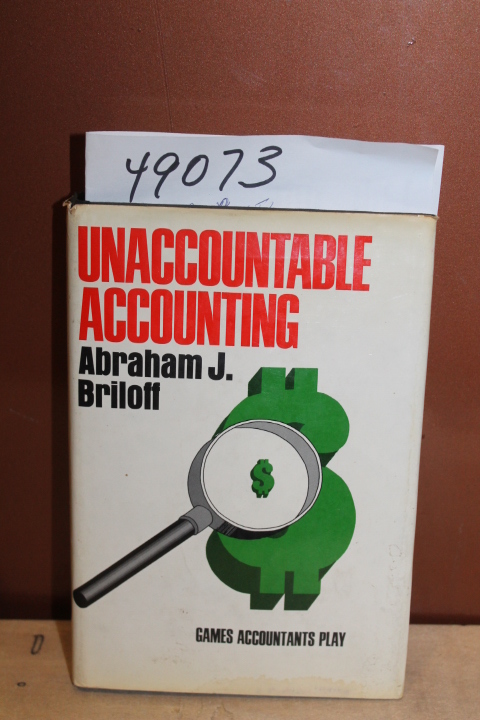 49073
UNACCOUNTABLE
ACCOUNTING
Abraham J.
Briloff
$
$
GAMES ACCOUNTANTS PLAY